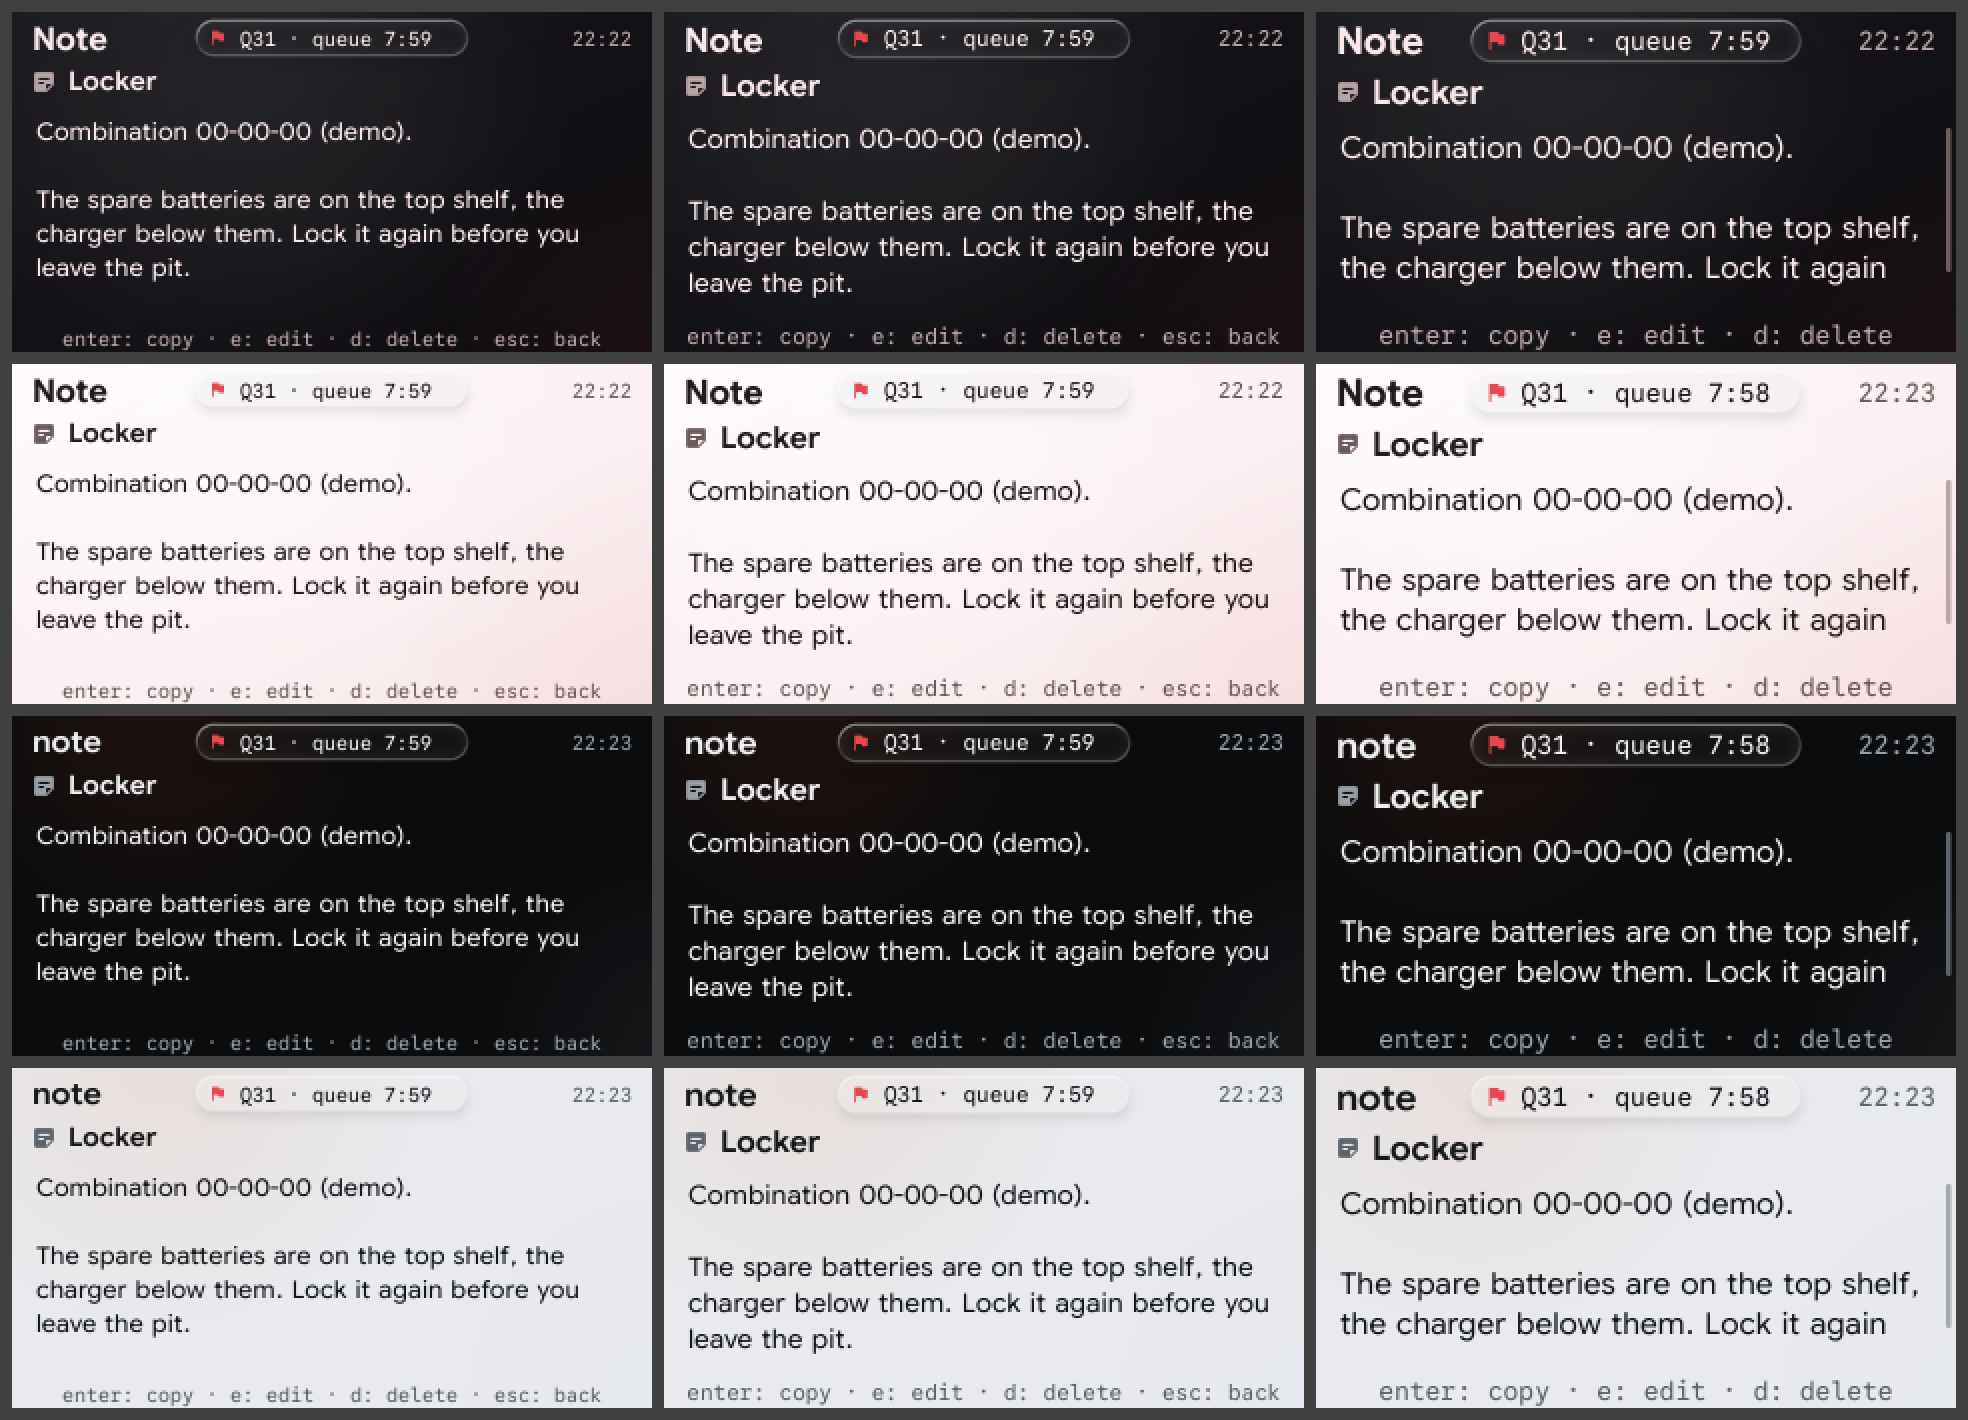 Note Q31 · queue 7:59 22:22
Locker
Combination 00-00-00 (demo).
The spare batteries are on the top shelf, the
charger below them. Lock it again before you
leave the pit.
enter: copy · e: edit · d: delete · esc: back
Note Q31 · queue 7:59 22:22
Locker
Combination 00-00-00 (demo).
The spare batteries are on the top shelf, the
charger below them. Lock it again before you
leave the pit.
enter: copy · e: edit · d: delete · esc: back
Note Q31 · queue 7:59 22:22
Locker
Combination 00-00-00 (demo).
The spare batteries are on the top shelf,
the charger below them. Lock it again
enter: copy · e: edit · d: delete
Note Q31 · queue 7:59 22:22
Locker
Combination 00-00-00 (demo).
The spare batteries are on the top shelf, the
charger below them. Lock it again before you
leave the pit.
enter: copy · e: edit · d: delete · esc: back
Note Q31 · queue 7:59 22:22
Locker
Combination 00-00-00 (demo).
The spare batteries are on the top shelf, the
charger below them. Lock it again before you
leave the pit.
enter: copy · e: edit · d: delete · esc: back
Note Q31 · queue 7:58 22:23
Locker
Combination 00-00-00 (demo).
The spare batteries are on the top shelf,
the charger below them. Lock it again
enter: copy · e: edit · d: delete
note Q31 · queue 7:59 22:23
Locker
Combination 00-00-00 (demo).
The spare batteries are on the top shelf, the
charger below them. Lock it again before you
leave the pit.
enter: copy · e: edit · d: delete · esc: back
note Q31 · queue 7:59 22:23
Locker
Combination 00-00-00 (demo).
The spare batteries are on the top shelf, the
charger below them. Lock it again before you
leave the pit.
enter: copy · e: edit · d: delete · esc: back
note Q31 · queue 7:58 22:23
Locker
Combination 00-00-00 (demo).
The spare batteries are on the top shelf,
the charger below them. Lock it again
enter: copy · e: edit · d: delete
note Q31 · queue 7:59 22:23
Locker
Combination 00-00-00 (demo).
The spare batteries are on the top shelf, the
charger below them. Lock it again before you
leave the pit.
enter: copy · e: edit · d: delete · esc: back
note Q31 · queue 7:59 22:23
Locker
Combination 00-00-00 (demo).
The spare batteries are on the top shelf, the
charger below them. Lock it again before you
leave the pit.
enter: copy · e: edit · d: delete · esc: back
note Q31 · queue 7:58 22:23
Locker
Combination 00-00-00 (demo).
The spare batteries are on the top shelf,
the charger below them. Lock it again
enter: copy · e: edit · d: delete